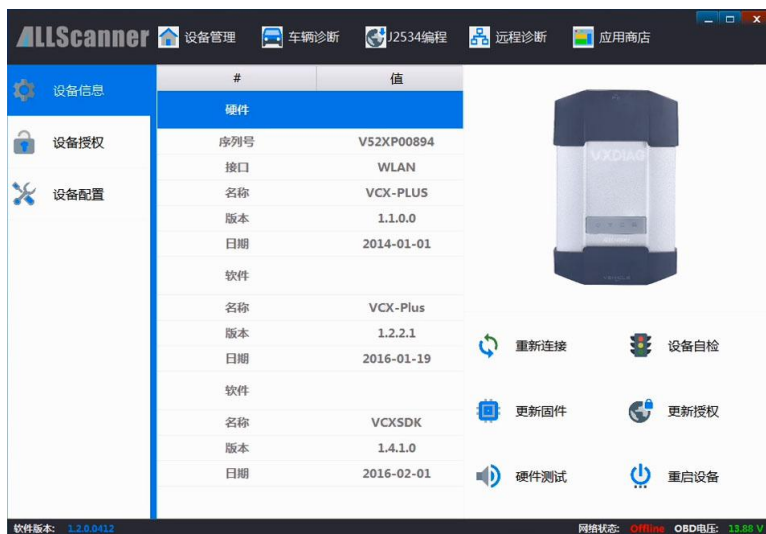 ALLScanner 设备管理 车辆诊断 J2534编程 远程诊断 应用商店
设备信息
设备授权
设备配置
# 值
硬件
序列号 V52XP00894
接口 WLAN
名称 VCX-PLUS
版本 1.1.0.0
日期 2014-01-01
软件
名称 VCX-Plus
版本 1.2.2.1
日期 2016-01-19
软件
名称 VCXSDK
版本 1.4.1.0
日期 2016-02-01
VXDIAG
重新连接 设备自检
更新固件 更新授权
硬件测试 重启设备
软件版本: 1.2.0.0412 网络状态: Offline OBD电压: 13.88 V